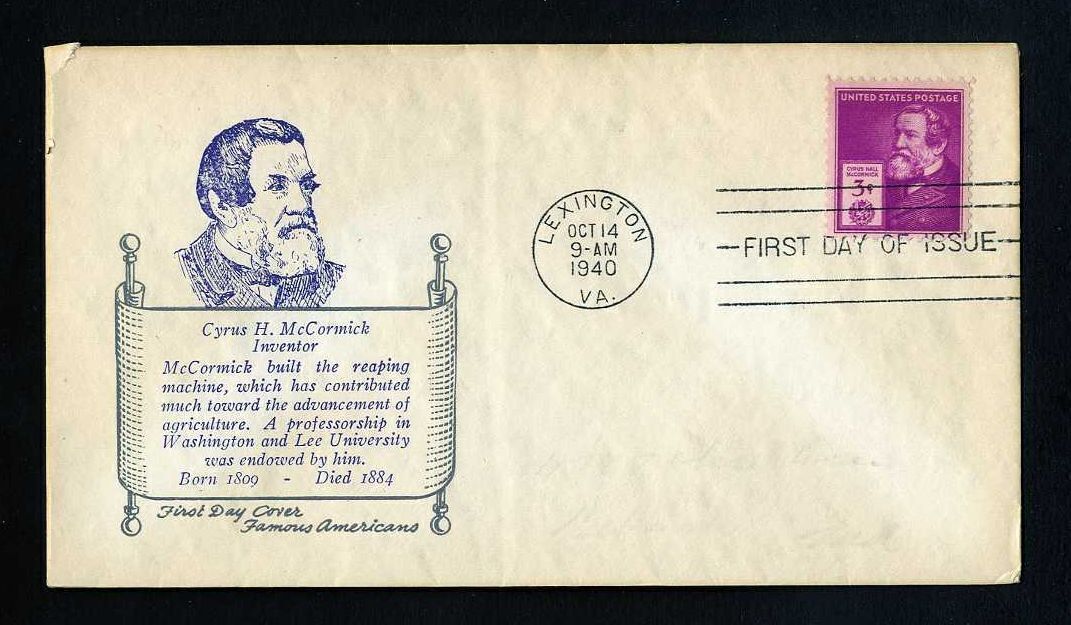 UNITED STATES POSTAGE
CYRUS HALL
McCORMICK
3¢
LEXINGTON
OCT 14
9-AM
1940
VA.
FIRST DAY OF ISSUE
Cyrus H. McCormick
Inventor
McCormick built the reaping
machine, which has contributed
much toward the advancement of
agriculture. A professorship in
Washington and Lee University
was endowed by him.
Born 1809 - Died 1884
First Day Cover
Famous Americans